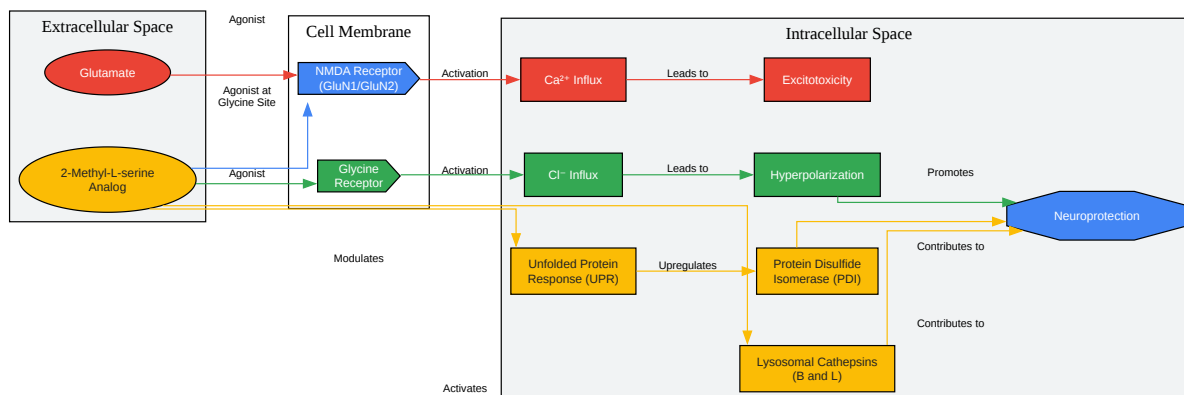 Extracellular Space
Agonist
Cell Membrane
Intracellular Space
Glutamate
NMDA Receptor
(GluN1/GluN2)
Activation
Ca²⁺ Influx
Leads to
Excitotoxicity
Agonist at
Glycine Site
2-Methyl-L-serine
Analog
Agonist
Glycine
Receptor
Activation
Cl⁻ Influx
Leads to
Hyperpolarization
Promotes
Neuroprotection
Modulates
Unfolded Protein
Response (UPR)
Upregulates
Protein Disulfide
Isomerase (PDI)
Contributes to
Contributes to
Lysosomal Cathepsins
(B and L)
Activates